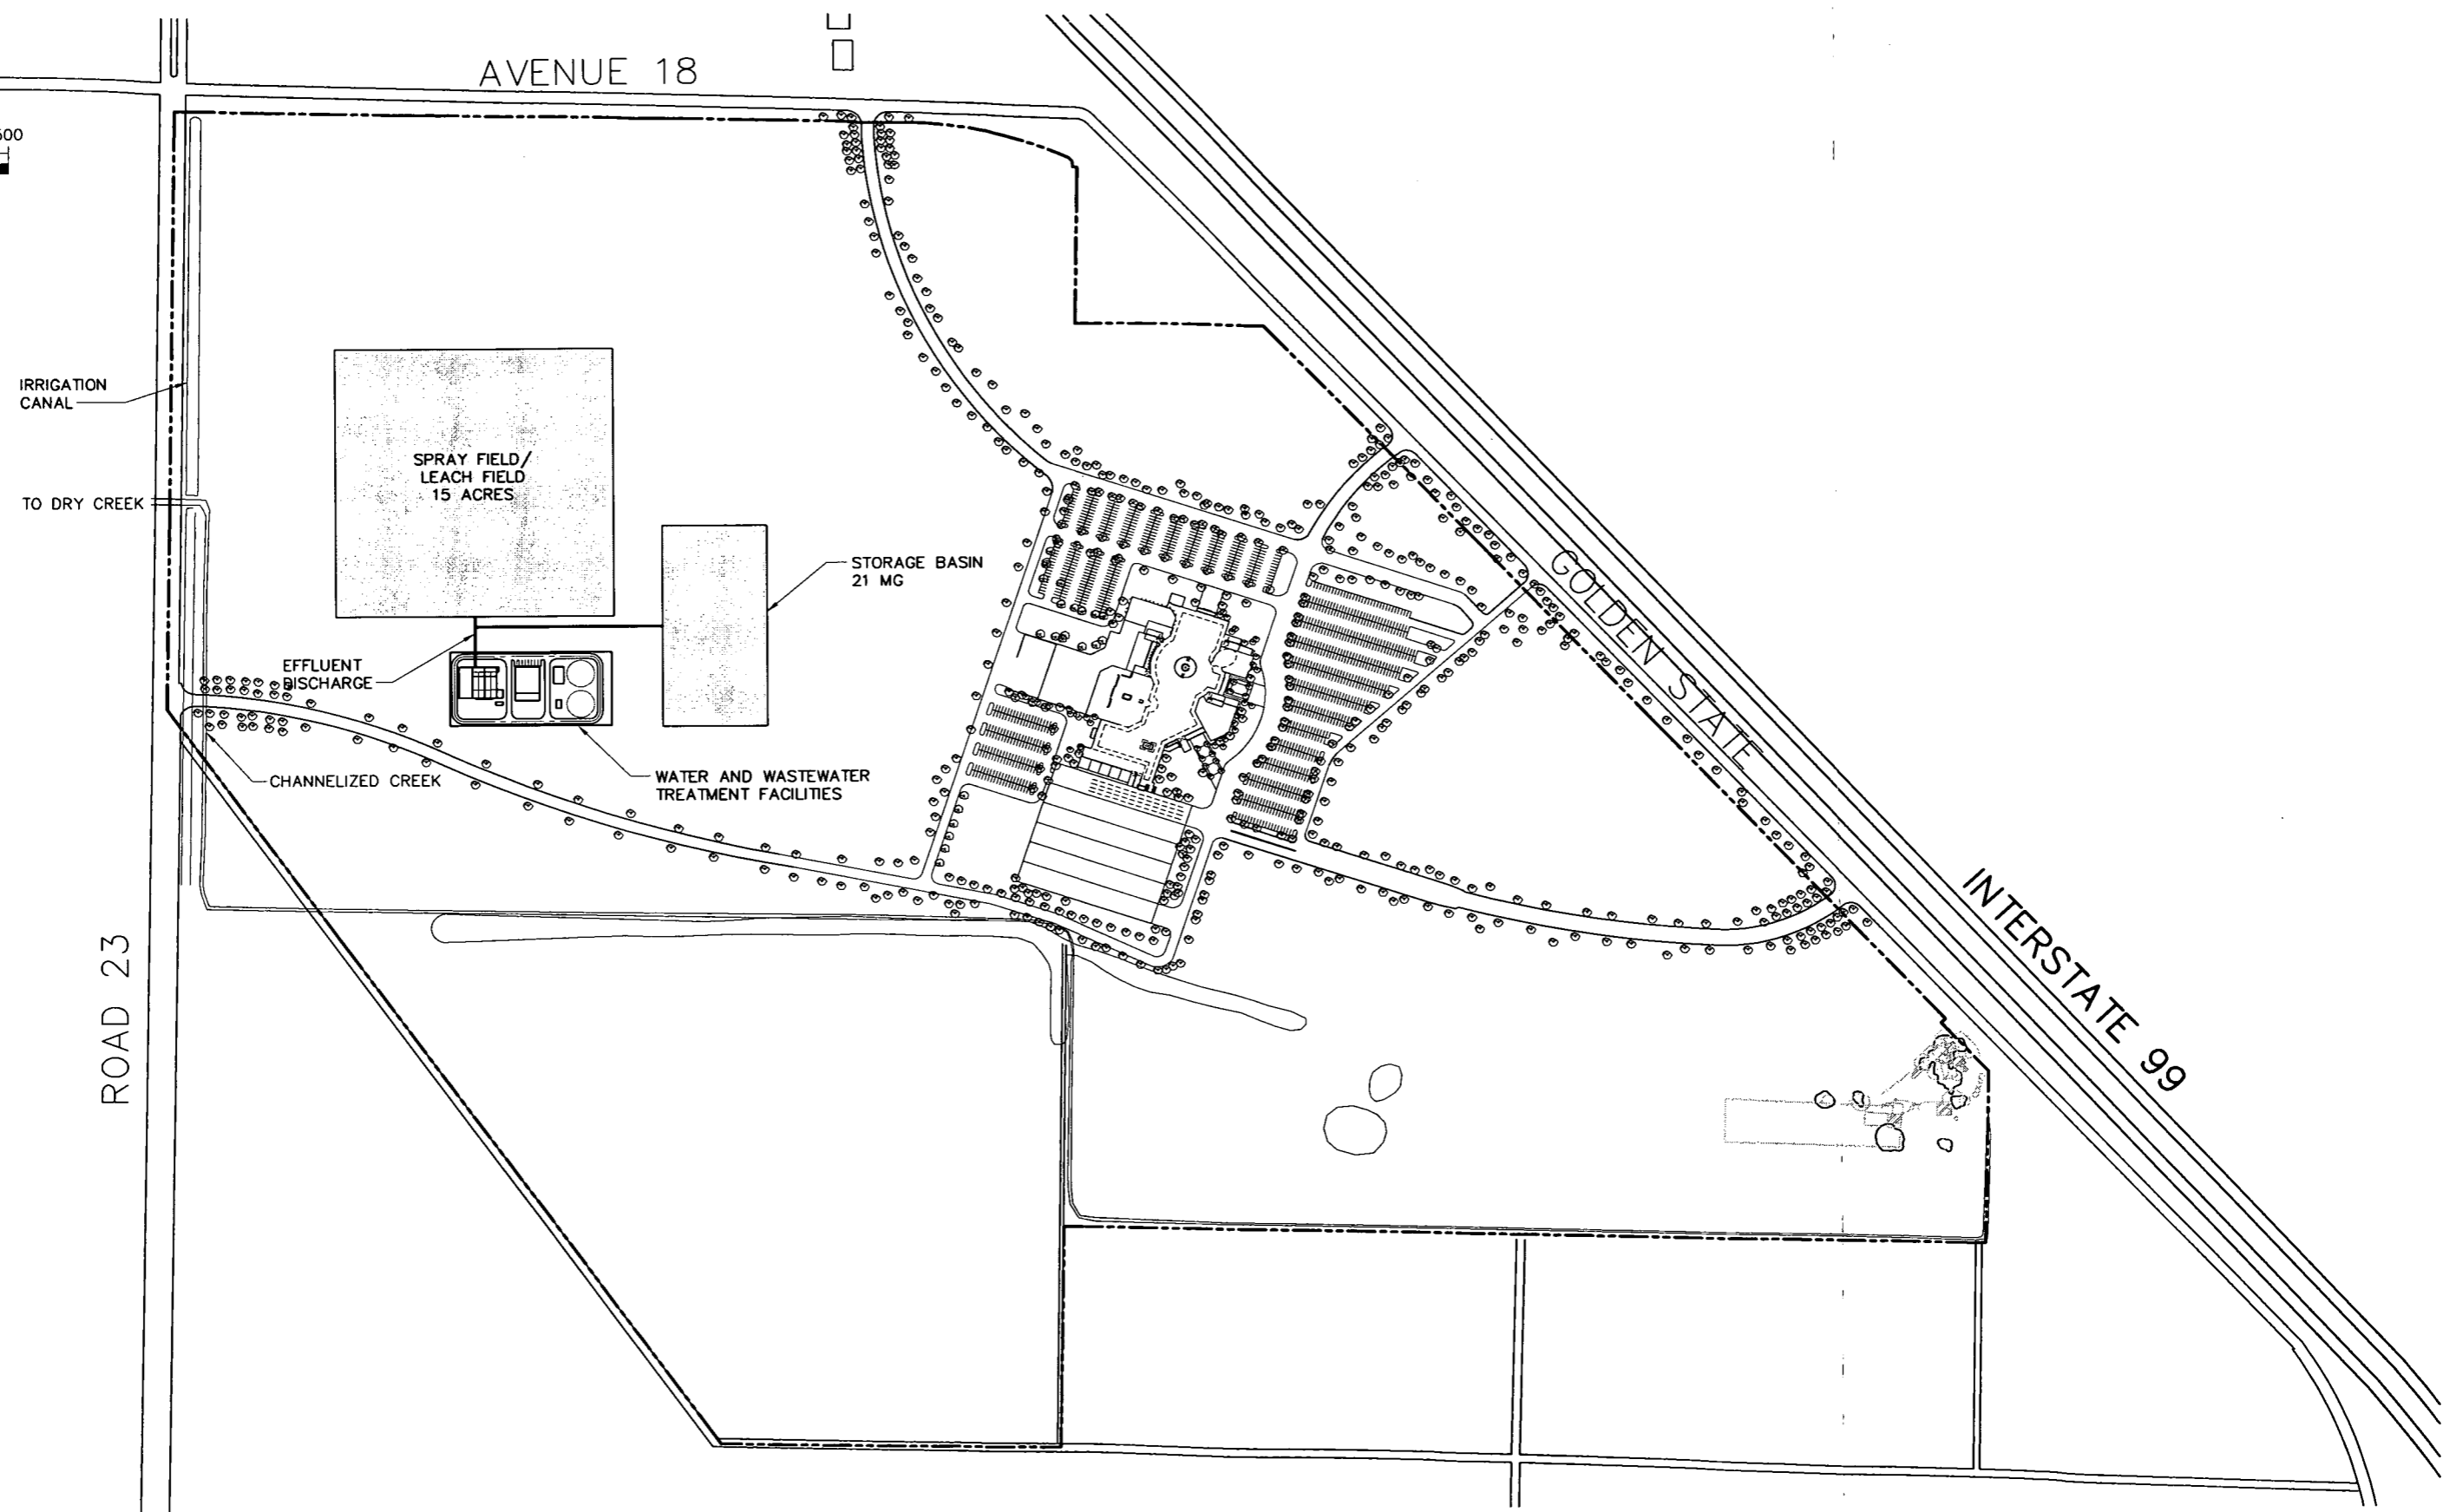 AVENUE 18
IRRIGATION
CANAL
SPRAY FIELD/
LEACH FIELD
15 ACRES
TO DRY CREEK
STORAGE BASIN
21 MG
GOLDEN STATE
EFFLUENT
DISCHARGE
CHANNELIZED CREEK
WATER AND WASTEWATER
TREATMENT FACILITIES
INTERSTATE 99
ROAD 23